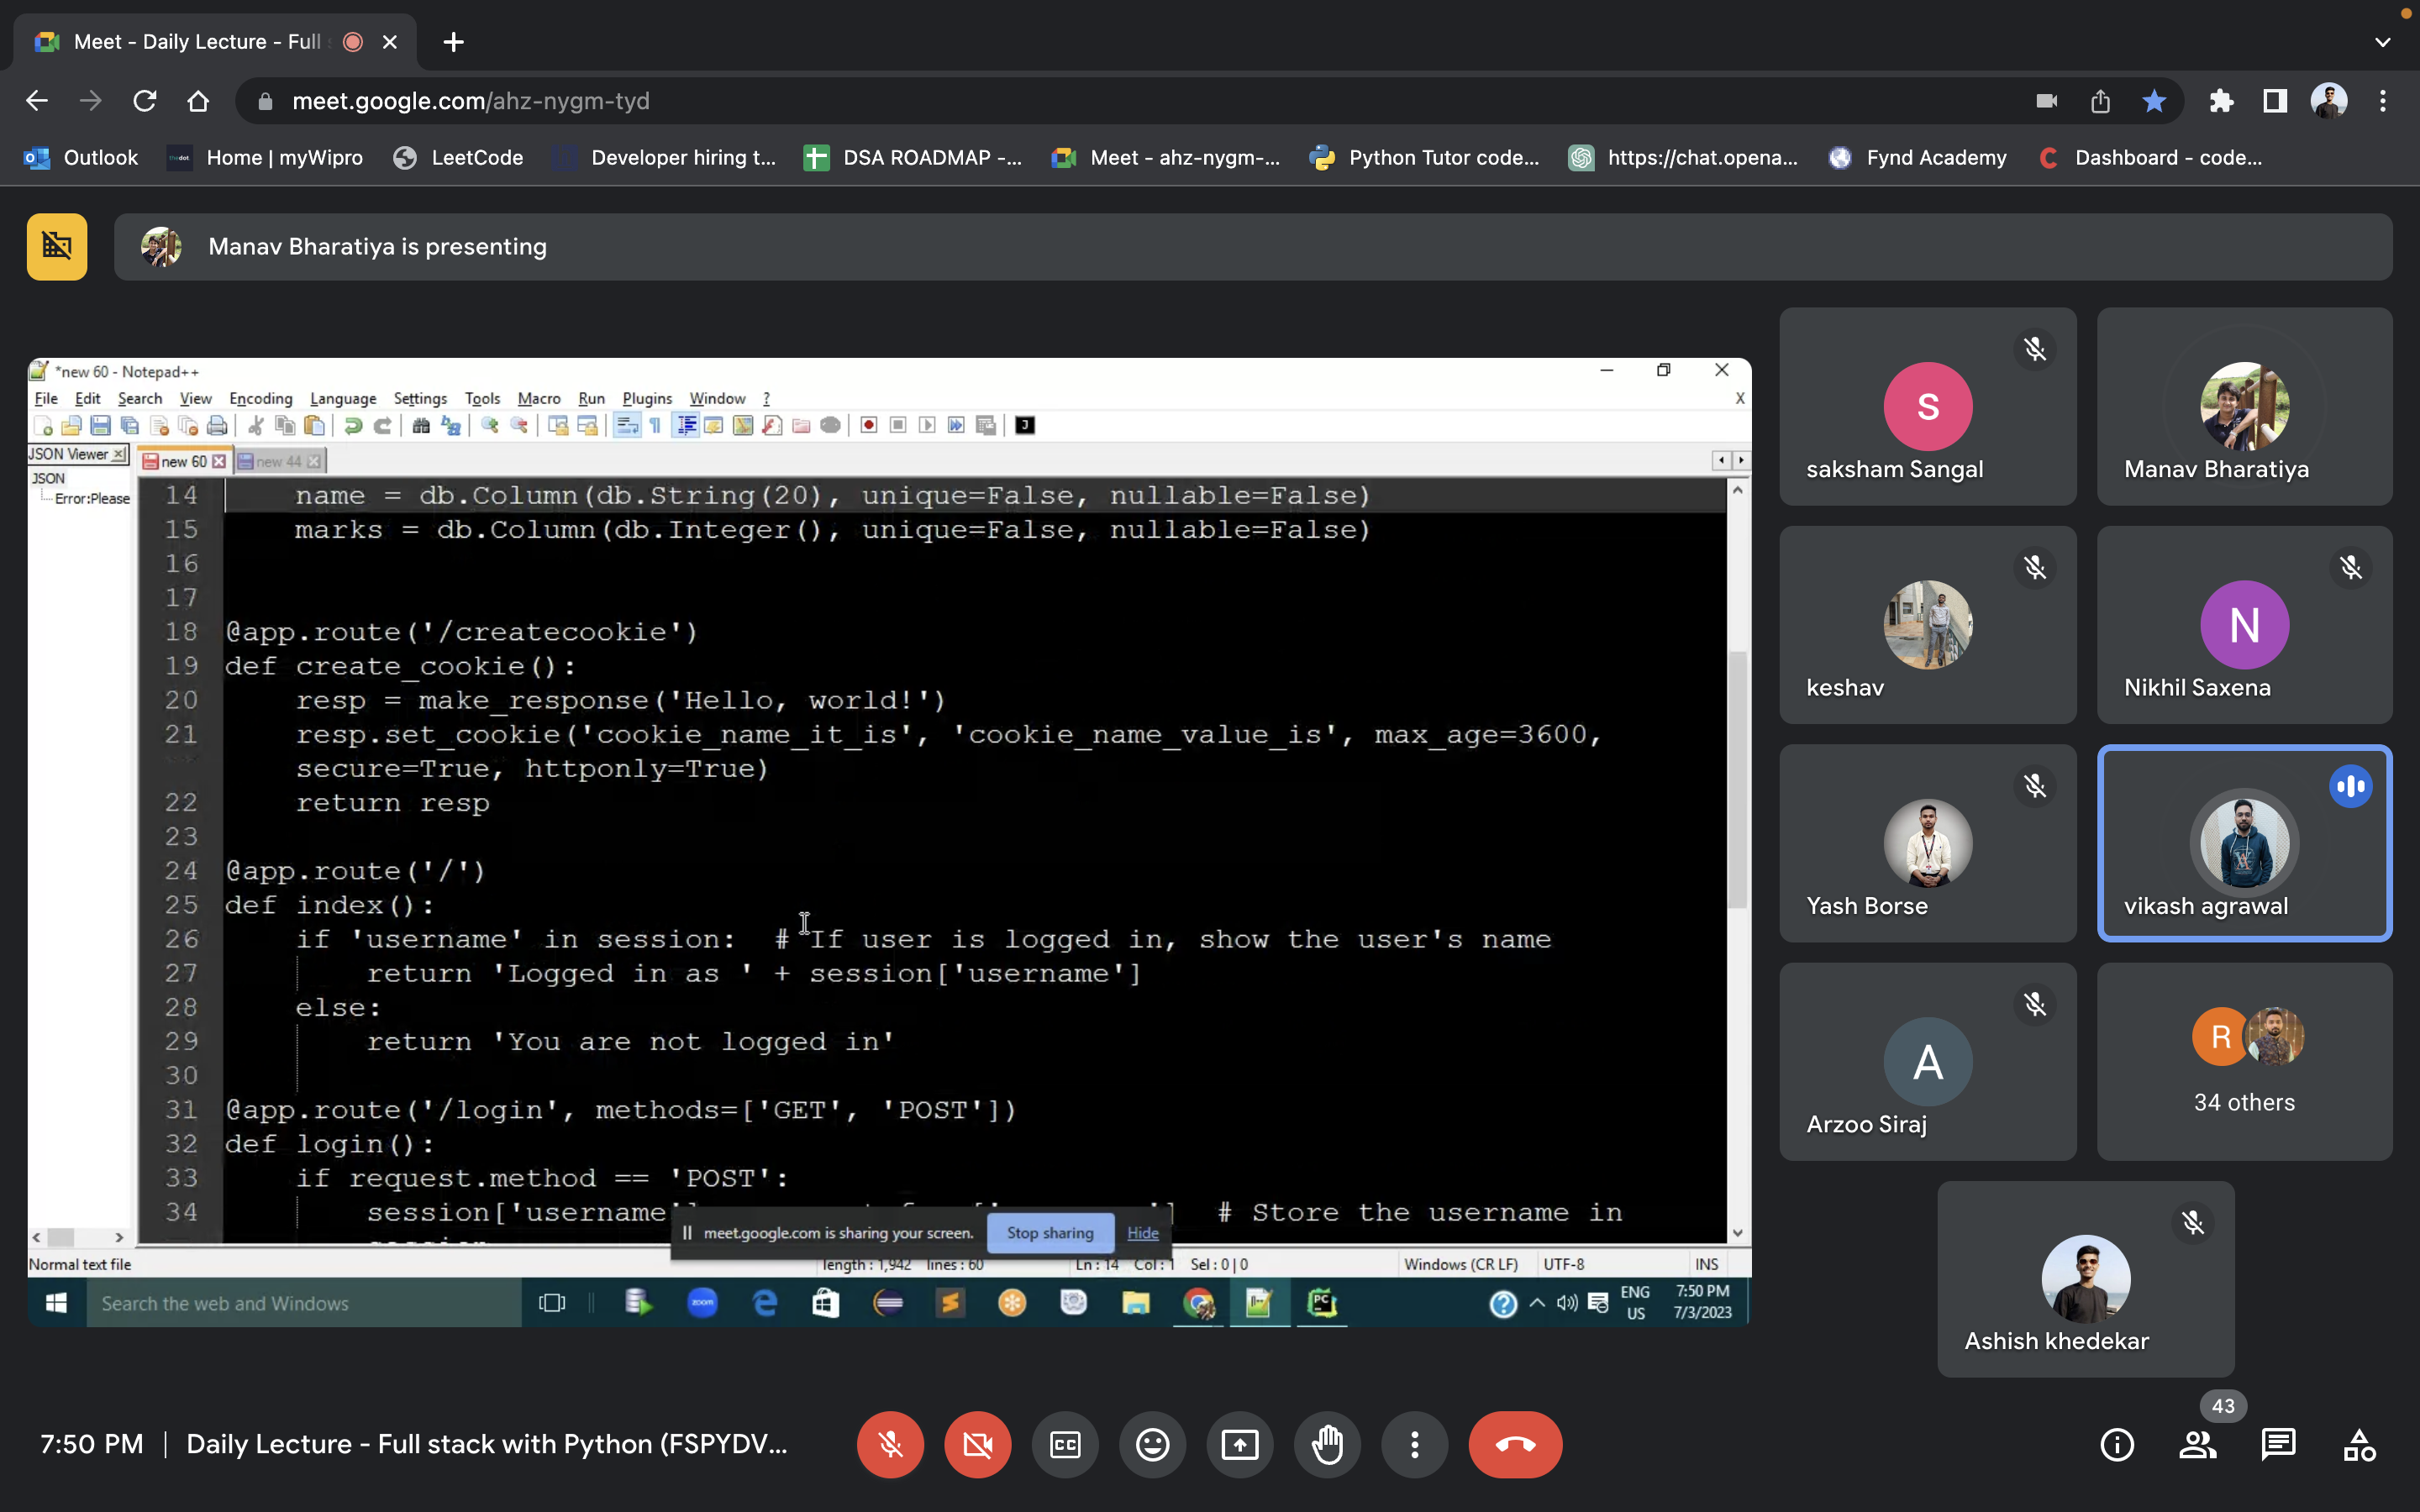 Meet - Daily Lecture - Full
meet.google.com/ahz-nygm-tyd
Outlook
Home | myWipro
LeetCode
Developer hiring t...
DSA ROADMAP -...
Meet - ahz-nygm-...
Python Tutor code...
https://chat.opena...
Fynd Academy
Dashboard - code...
Manav Bharatiya is presenting
*new 60 - Notepad++
File Edit Search View Encoding Language Settings Tools Macro Run Plugins Window ?
X
JSON Viewer
new 60
new 44
JSON
Error:Please
14 name = db.Column(db.String(20), unique=False, nullable=False)
15 marks = db.Column(db.Integer(), unique=False, nullable=False)
16
17
18 @app.route('/createcookie')
19 def create_cookie():
20 resp = make_response('Hello, world!')
21 resp.set_cookie('cookie_name_it_is', 'cookie_name_value_is', max_age=3600,
secure=True, httponly=True)
22 return resp
23
24 @app.route('/')
25 def index():
26 if 'username' in session: # If user is logged in, show the user's name
27 return 'Logged in as ' + session['username']
28 else:
29 return 'You are not logged in'
30
31 @app.route('/login', methods=['GET', 'POST'])
32 def login():
33 if request.method == 'POST':
34 session['username'] # Store the username in
meet.google.com is sharing your screen. Stop sharing Hide
Normal text file
length : 1,942 lines : 60
Ln : 14 Col : 1 Sel : 0 | 0
Windows (CR LF)
UTF-8
INS
Search the web and Windows
zoom
PC
ENG
US
7:50 PM
7/3/2023
S
saksham Sangal
Manav Bharatiya
keshav
N
Nikhil Saxena
Yash Borse
vikash agrawal
A
Arzoo Siraj
R
34 others
Ashish khedekar
7:50 PM | Daily Lecture - Full stack with Python (FSPYDV...
CC
43